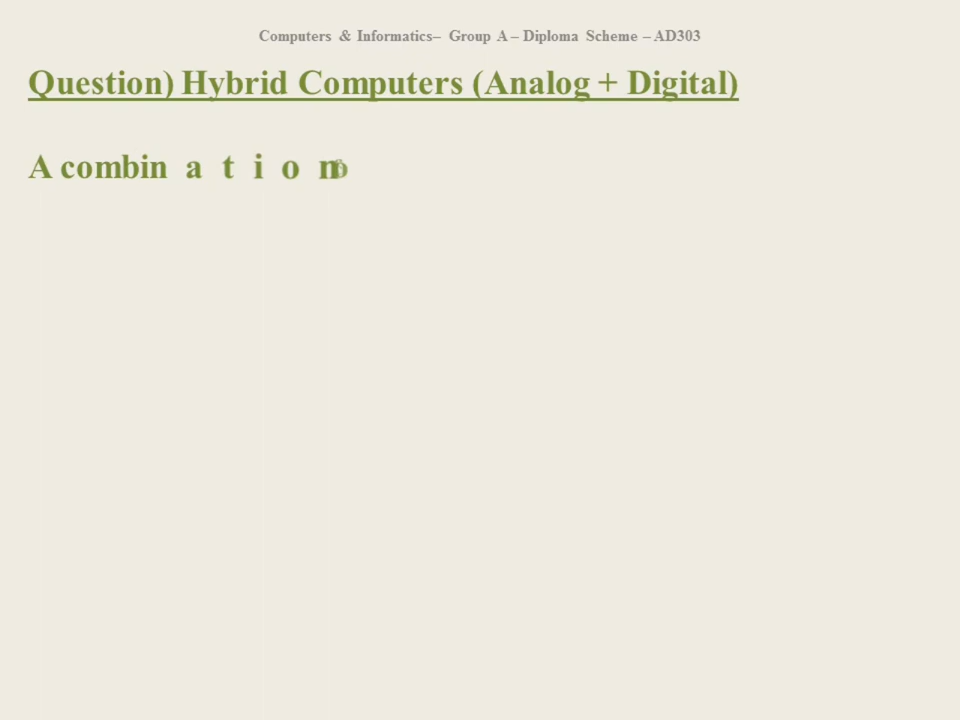 Computers & Informatics– Group A – Diploma Scheme – AD303
Question) Hybrid Computers (Analog + Digital)
A combination